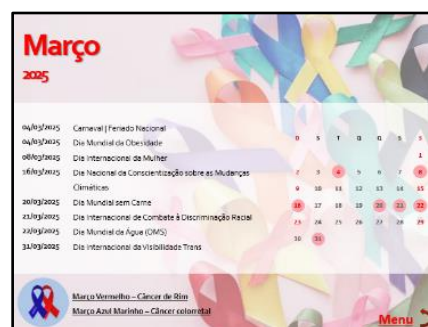 Março
2025
04/03/2025 Carnaval | Feriado Nacional
04/03/2025 Dia Mundial da Obesidade
08/03/2025 Dia Internacional da Mulher
16/03/2025 Dia Nacional da Conscientização sobre as Mudanças
Climáticas
20/03/2025 Dia Mundial sem Carne
21/03/2025 Dia Internacional de Combate à Discriminação Racial
22/03/2025 Dia Mundial da Água (OMS)
31/03/2025 Dia Internacional da Visibilidade Trans
D S T Q Q S S
1
2 3 4 5 6 7 8
9 10 11 12 13 14 15
16 17 18 19 20 21 22
23 24 25 26 27 28 29
30 31
Março Vermelho – Câncer de Rim
Março Azul Marinho – Câncer colorretal
Menu